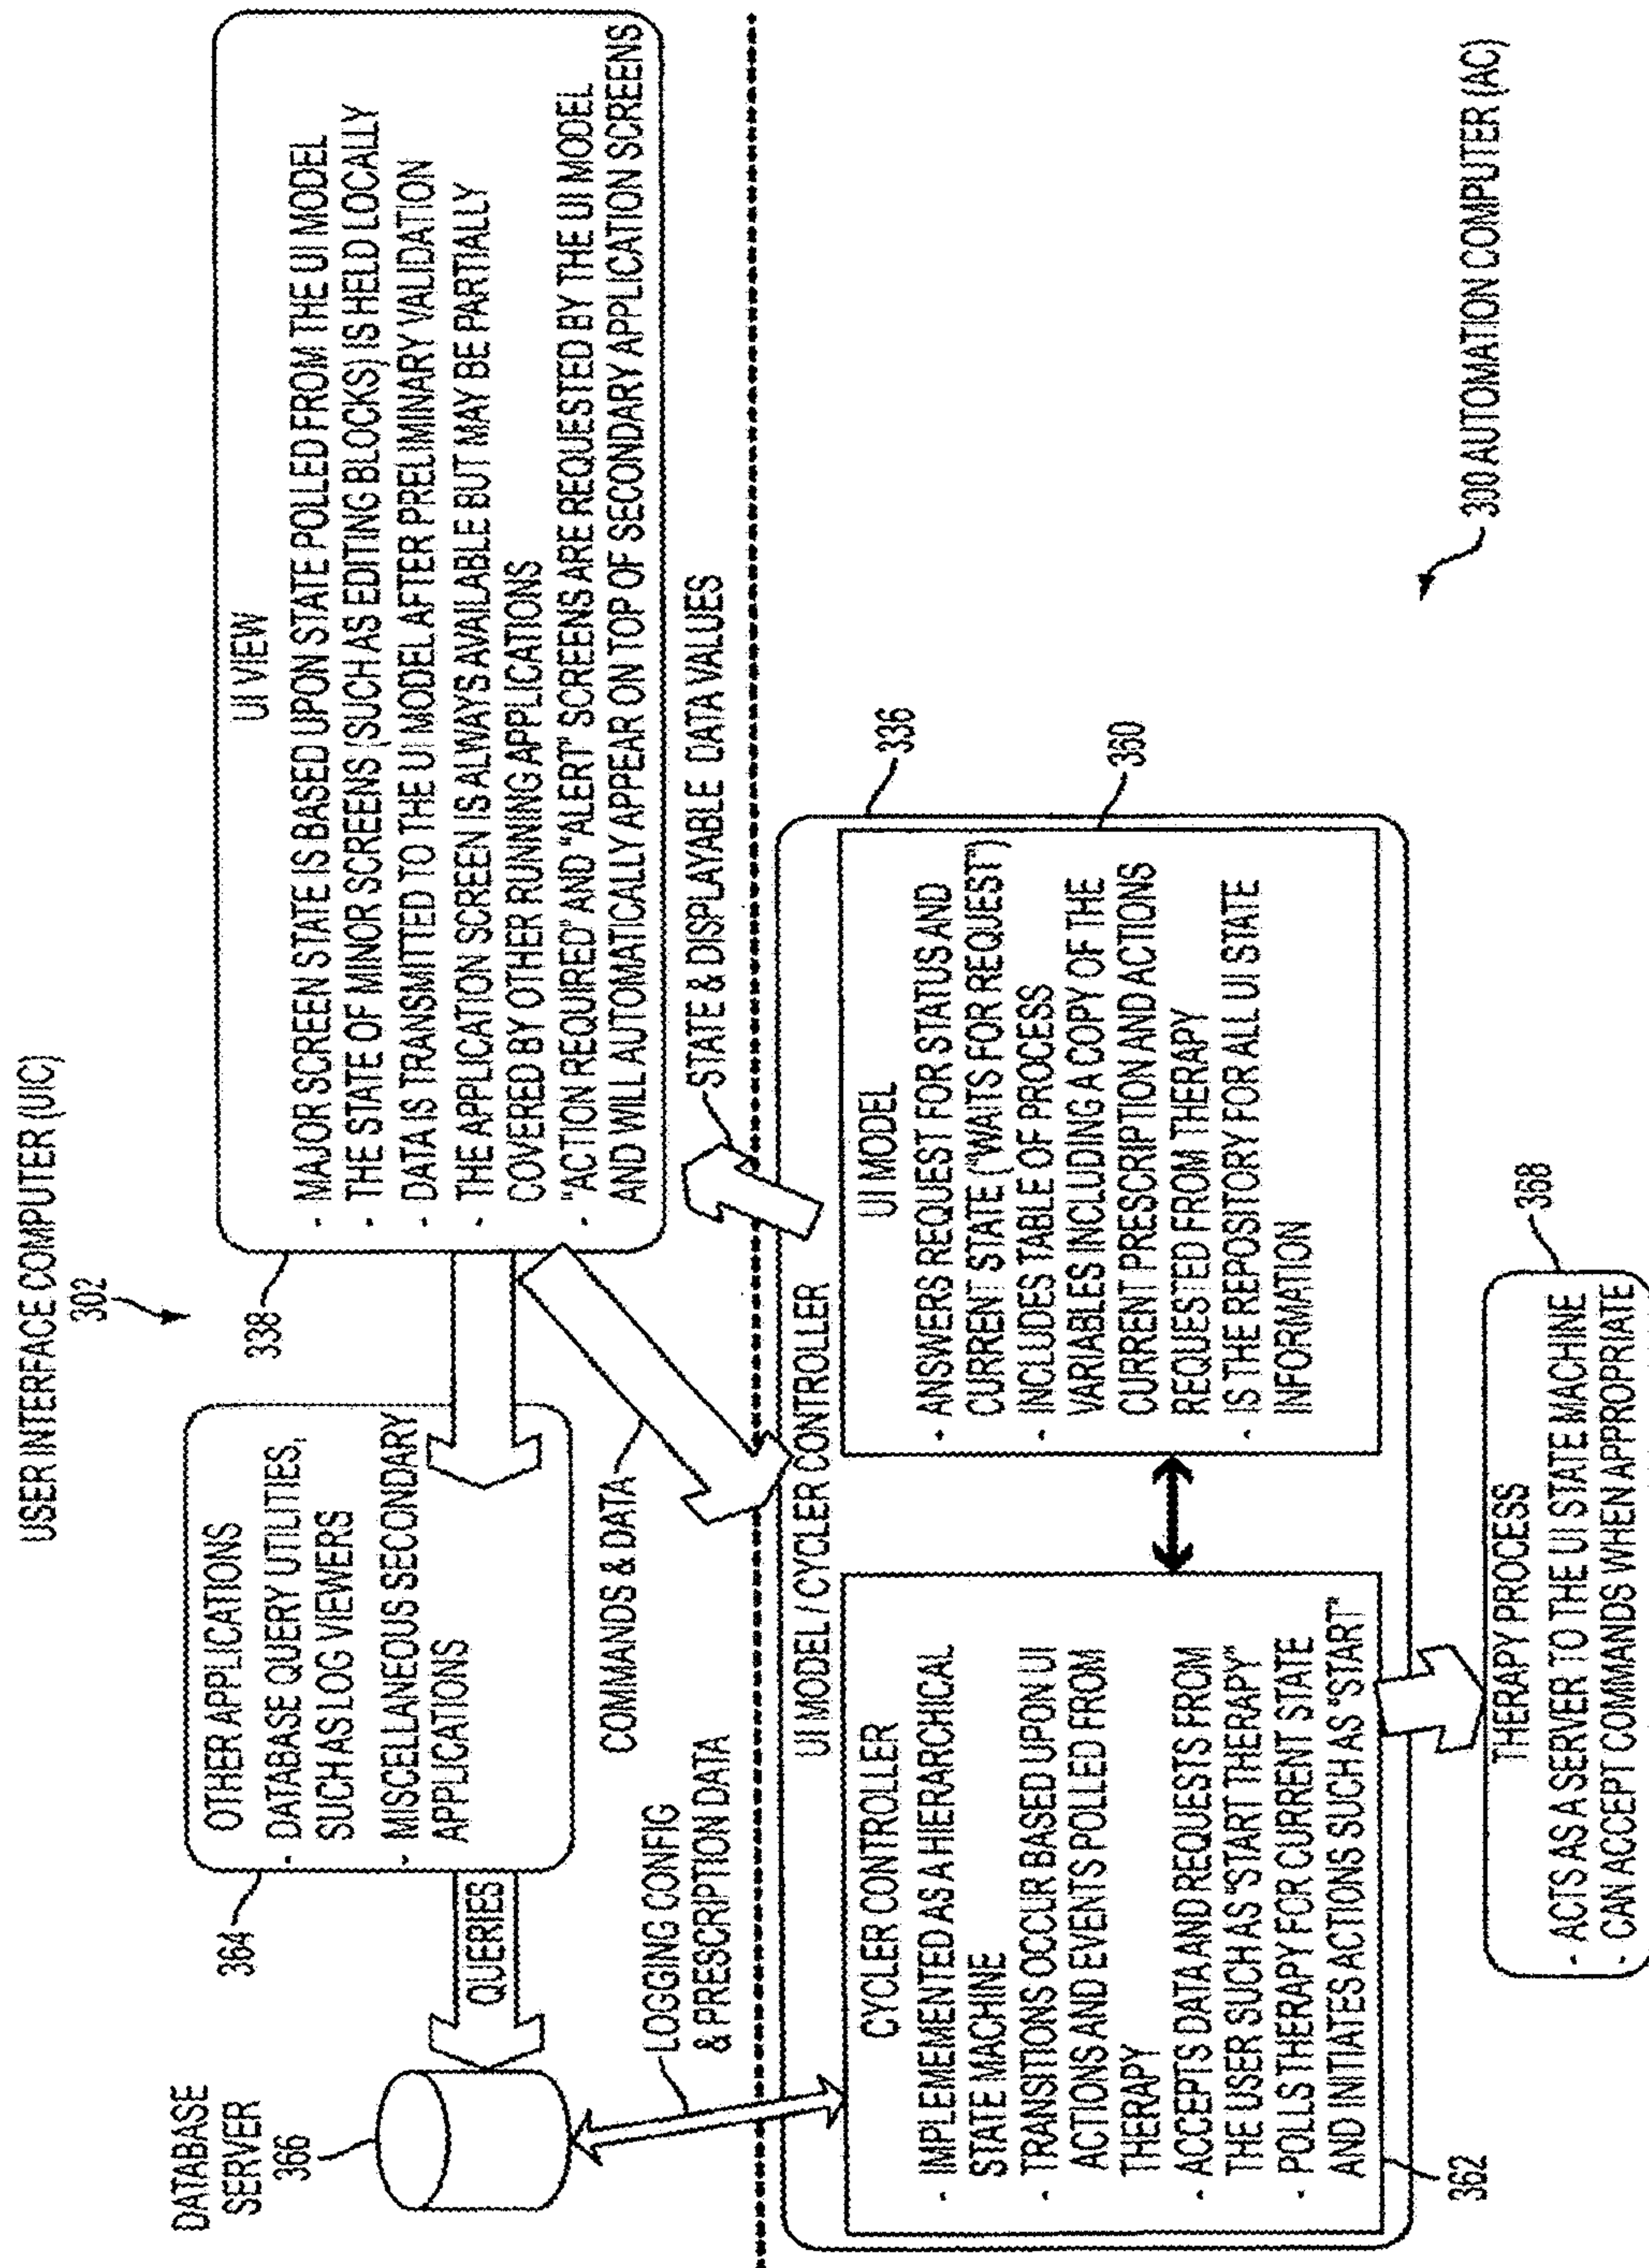 USER INTERFACE COMPUTER (UIC)
302
DATABASE
SERVER
366
QUERIES
364
OTHER APPLICATIONS
- DATABASE QUERY UTILITIES,
SUCH AS LOG VIEWERS
- MISCELLANEOUS SECONDARY
APPLICATIONS
338
UI VIEW
- MAJOR SCREEN STATE IS BASED UPON STATE POLLED FROM THE UI MODEL
- THE STATE OF MINOR SCREENS (SUCH AS EDITING BLOCKS) IS HELD LOCALLY
- DATA IS TRANSMITTED TO THE UI MODEL AFTER PRELIMINARY VALIDATION
- THE APPLICATION SCREEN IS ALWAYS AVAILABLE BUT MAY BE PARTIALLY
COVERED BY OTHER RUNNING APPLICATIONS
- "ACTION REQUIRED" AND "ALERT" SCREENS ARE REQUESTED BY THE UI MODEL
AND WILL AUTOMATICALLY APPEAR ON TOP OF SECONDARY APPLICATION SCREENS
LOGGING CONFIG
& PRESCRIPTION DATA
COMMANDS & DATA
STATE & DISPLAYABLE DATA VALUES
UI MODEL / CYCLER CONTROLLER
336
CYCLER CONTROLLER
- IMPLEMEMENTED AS A HIERARCHICAL
STATE MACHINE
- TRANSITIONS OCCUR BASED UPON UI
ACTIONS AND EVENTS POLLED FROM
THERAPY
- ACCEPTS DATA AND REQUESTS FROM
THE USER SUCH AS "START THERAPY"
- POLLS THERAPY FOR CURRENT STATE
AND INITIATES ACTIONS SUCH AS "START"
362
UI MODEL
- ANSWERS REQUEST FOR STATUS AND
CURRENT STATE ("WAITS FOR REQUEST")
- INCLUDES TABLE OF PROCESS
VARIABLES INCLUDING A COPY OF THE
CURRENT PRESCRIPTION AND ACTIONS
REQUESTED FROM THERAPY
- IS THE REPOSITORY FOR ALL UI STATE
INFORMATION
360
THERAPY PROCESS
- ACTS AS A SERVER TO THE UI STATE MACHINE
- CAN ACCEPT COMMANDS WHEN APPROPRIATE
368
300 AUTOMATION COMPUTER (AC)